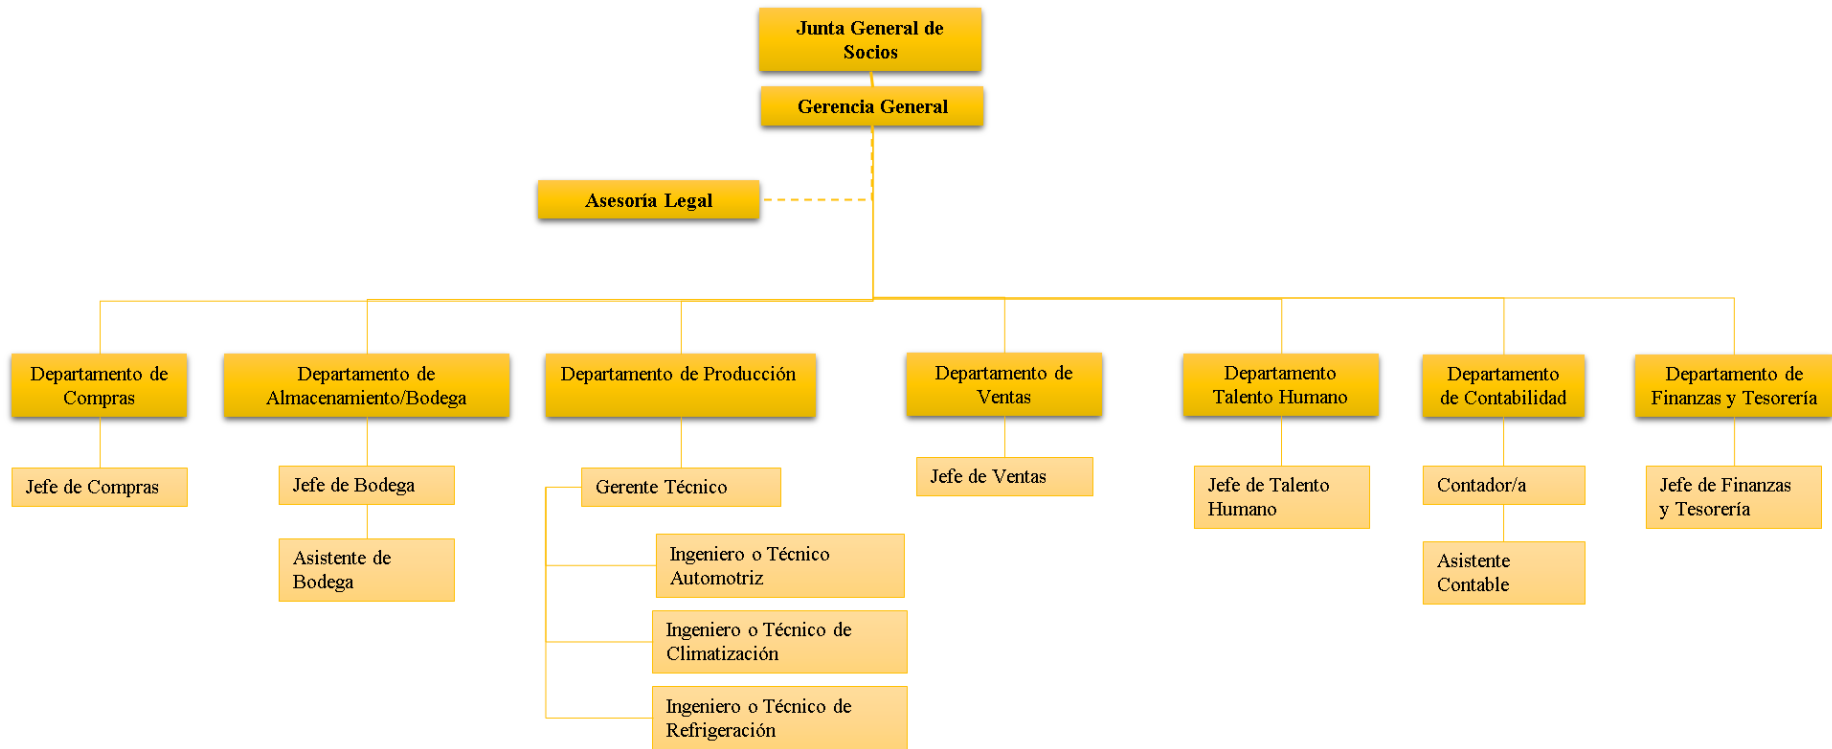 Junta General de
Socios
Gerencia General
Asesoría Legal
Departamento de
Compras
Departamento de
Almacenamiento/Bodega
Departamento de Producción
Departamento de
Ventas
Departamento
Talento Humano
Departamento
de Contabilidad
Departamento de
Finanzas y Tesorería
Jefe de Compras
Jefe de Bodega
Asistente de
Bodega
Gerente Técnico
Ingeniero o Técnico
Automotriz
Ingeniero o Técnico de
Climatización
Ingeniero o Técnico de
Refrigeración
Jefe de Ventas
Jefe de Talento
Humano
Contador/a
Asistente
Contable
Jefe de Finanzas
y Tesorería